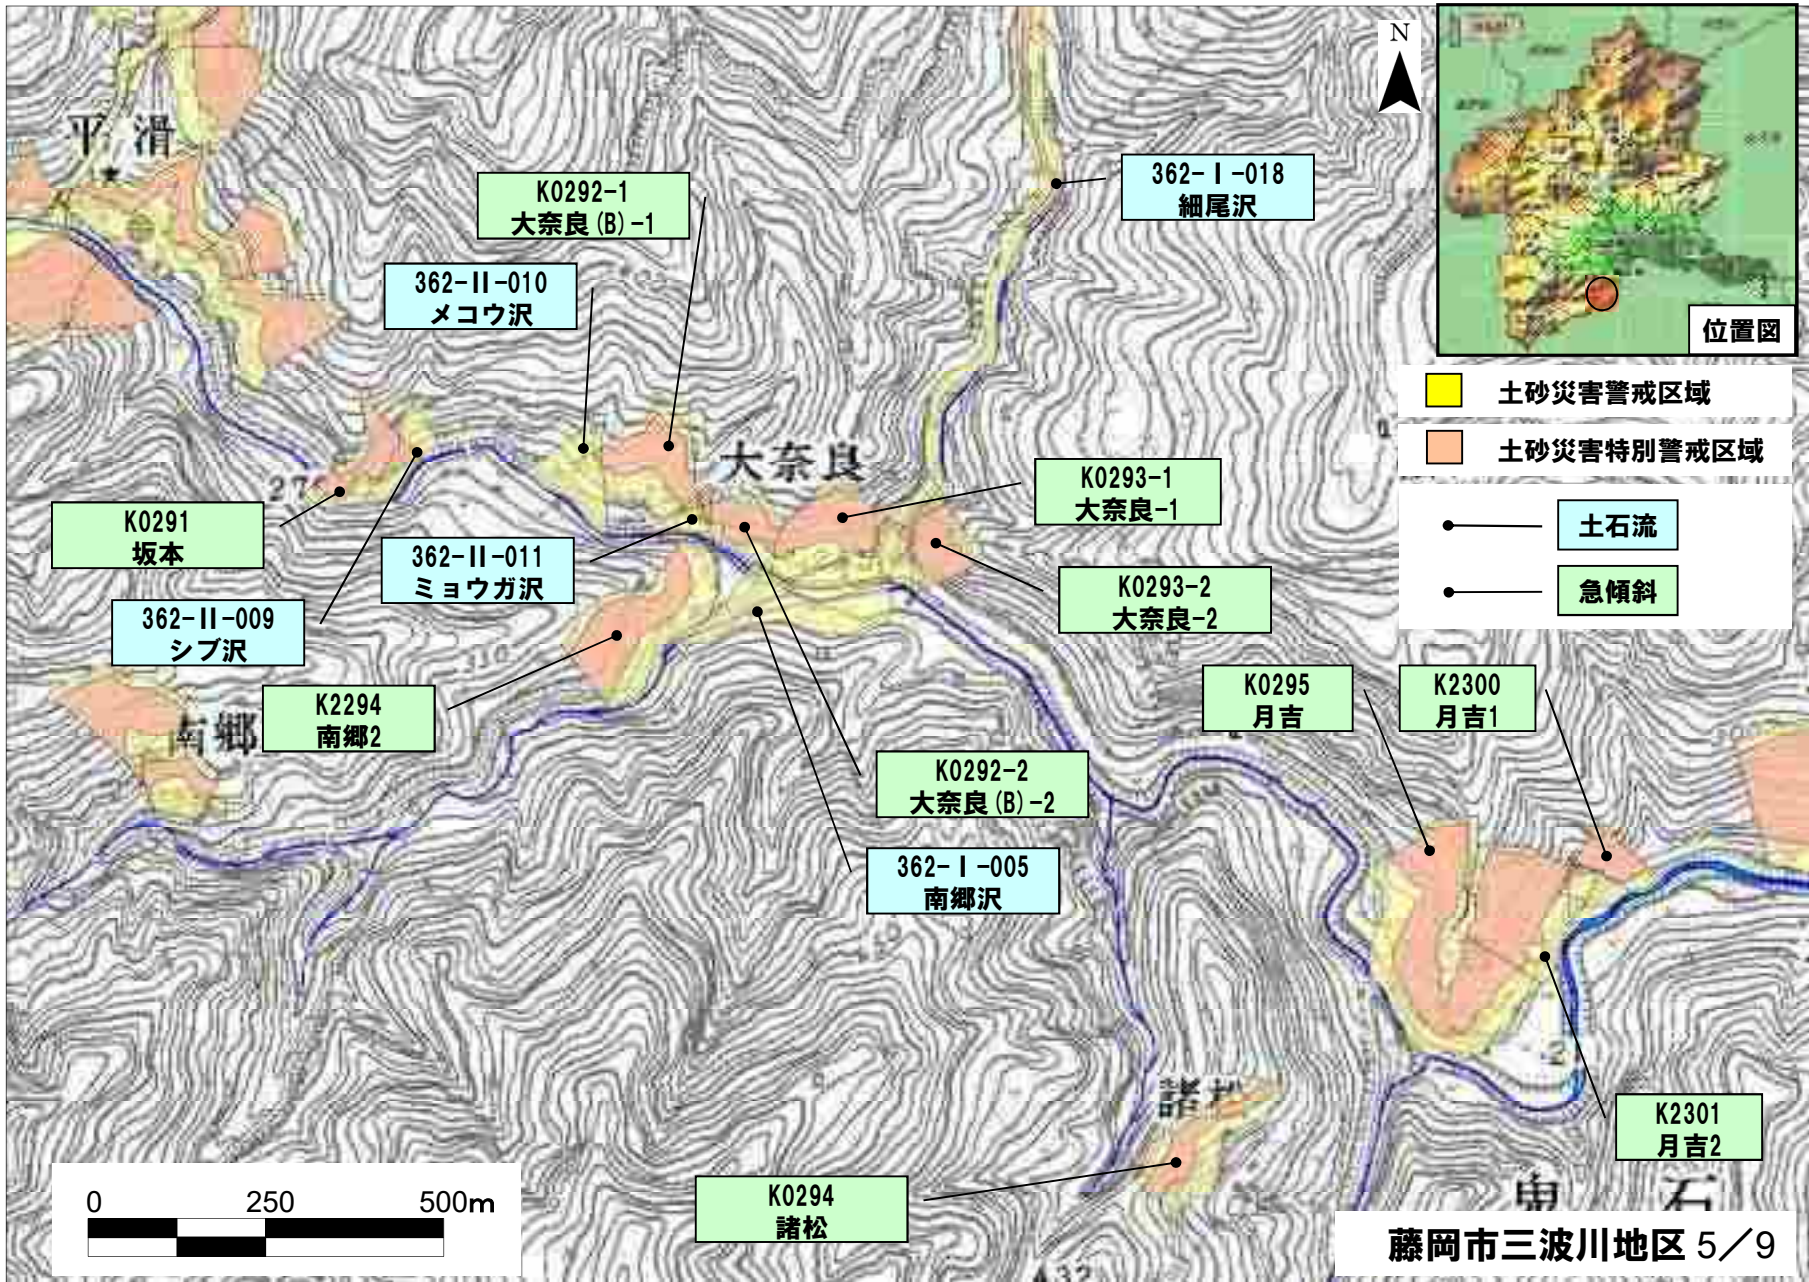 N
位置図
土砂災害警戒区域
土砂災害特別警戒区域
土石流
急傾斜
平滑
362-Ⅰ-018
細尾沢
K0292-1
大奈良(B)-1
362-Ⅱ-010
メコウ沢
大奈良
K0293-1
大奈良-1
K0291
坂本
362-Ⅱ-011
ミョウガ沢
K0293-2
大奈良-2
362-Ⅱ-009
シブ沢
K2294
南郷2
南郷
K0295
月吉
K2300
月吉1
K0292-2
大奈良(B)-2
362-Ⅰ-005
南郷沢
諸松
K2301
月吉2
K0294
諸松
鬼石
0 250 500m
藤岡市三波川地区 5/9